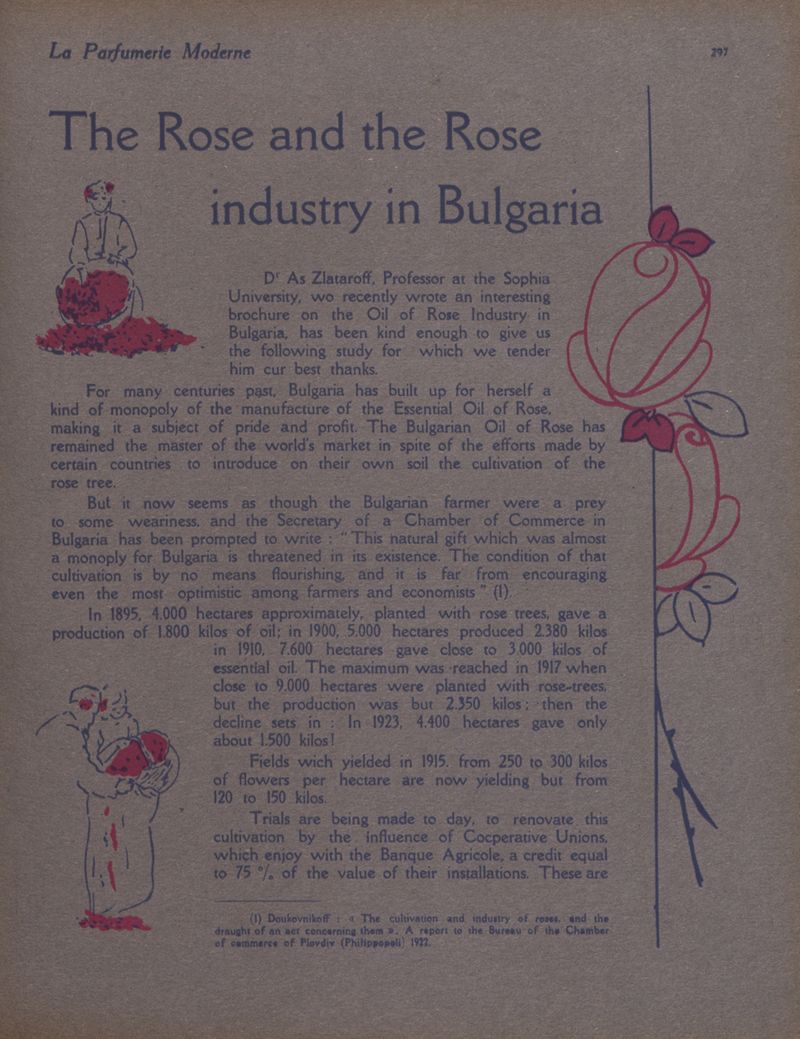 La Parfumerie Moderne
297
The Rose and the Rose
industry in Bulgaria
Dr As Zlataroff, Professor at the Sophia
University, wo recently wrote an interesting
brochure on the Oil of Rose Industry in
Bulgaria, has been kind enough to give us
the following study for which we tender
him cur best thanks.
For many centuries past, Bulgaria has built up for herself a
kind of monopoly of the manufacture of the Essential Oil of Rose,
making it a subject of pride and profit. The Bulgarian Oil of Rose has
remained the master of the world's market in spite of the efforts made by
certain countries to introduce on their own soil the cultivation of the
rose tree.
But it now seems as though the Bulgarian farmer were a prey
to some weariness, and the Secretary of a Chamber of Commerce in
Bulgaria has been prompted to write : "This natural gift which was almost
a monoply for Bulgaria is threatened in its existence. The condition of that
cultivation is by no means flourishing, and it is far from encouraging
even the most optimistic among farmers and economists" (1).
In 1895, 4.000 hectares approximately, planted with rose trees, gave a
production of 1.800 kilos of oil; in 1900, 5.000 hectares produced 2.380 kilos
in 1910, 7.600 hectares gave close to 3.000 kilos of
essential oil. The maximum was reached in 1917 when
close to 9.000 hectares were planted with rose-trees,
but the production was but 2.350 kilos; then the
decline sets in : In 1923, 4.400 hectares gave only
about 1.500 kilos!
Fields wich yielded in 1915, from 250 to 300 kilos
of flowers per hectare are now yielding but from
120 to 150 kilos.
Trials are being made to day, to renovate this
cultivation by the influence of Cocperative Unions,
which enjoy with the Banque Agricole, a credit equal
to 75 % of the value of their installations. These are
(1) Doukovnikoff : « The cultivation and industry of roses, and the
draught of an act concerning them ». A report to the Bureau of the Chamber
of commerce of Plovdiv (Philippopoli) 1922.